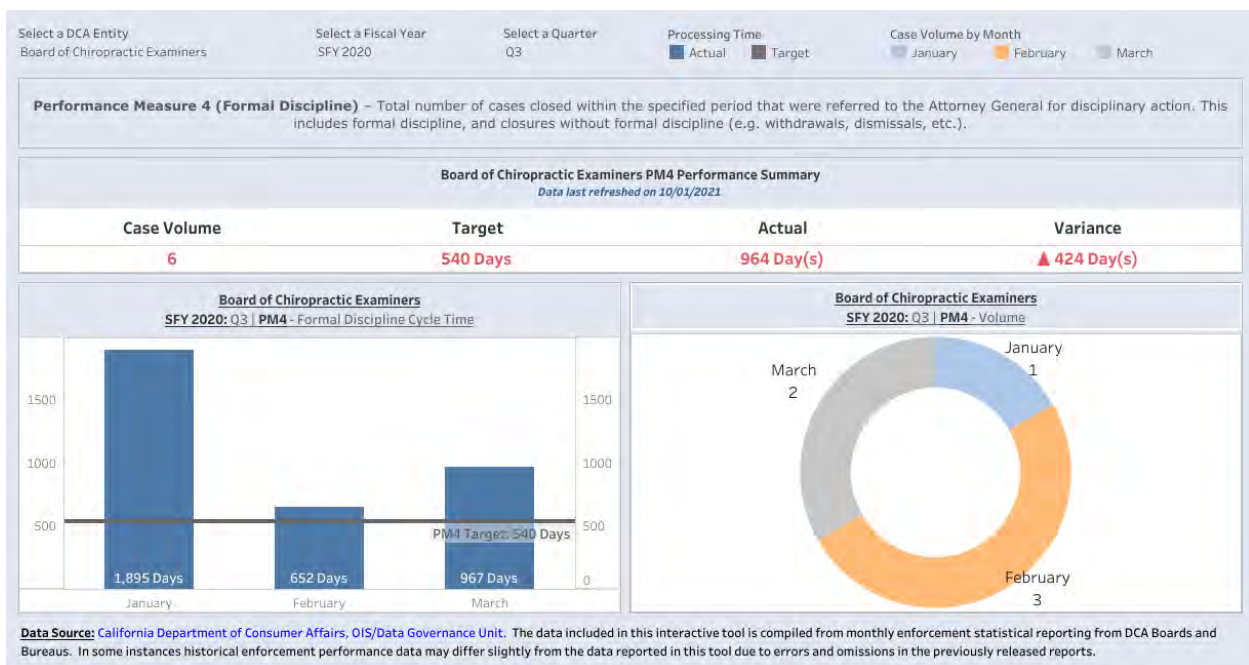 Select a DCA Entity
Board of Chiropractic Examiners
Select a Fiscal Year
SFY 2020
Select a Quarter
Q3
Processing Time
Actual
Target
Case Volume by Month
January
February
March
Performance Measure 4 (Formal Discipline) – Total number of cases closed within the specified period that were referred to the Attorney General for disciplinary action. This
includes formal discipline, and closures without formal discipline (e.g. withdrawals, dismissals, etc.).
Board of Chiropractic Examiners PM4 Performance Summary
Data last refreshed on 10/01/2021
Case Volume Target Actual Variance
6 540 Days 964 Day(s) ▲ 424 Day(s)
Board of Chiropractic Examiners
SFY 2020: Q3 | PM4 - Formal Discipline Cycle Time
1500
1000
500
1500
1000
500
0
PM4 Target: 540 Days
1,895 Days
652 Days
967 Days
January
February
March
Board of Chiropractic Examiners
SFY 2020: Q3 | PM4 - Volume
January
1
March
2
February
3
Data Source: California Department of Consumer Affairs, OIS/Data Governance Unit. The data included in this interactive tool is compiled from monthly enforcement statistical reporting from DCA Boards and
Bureaus. In some instances historical enforcement performance data may differ slightly from the data reported in this tool due to errors and omissions in the previously released reports.